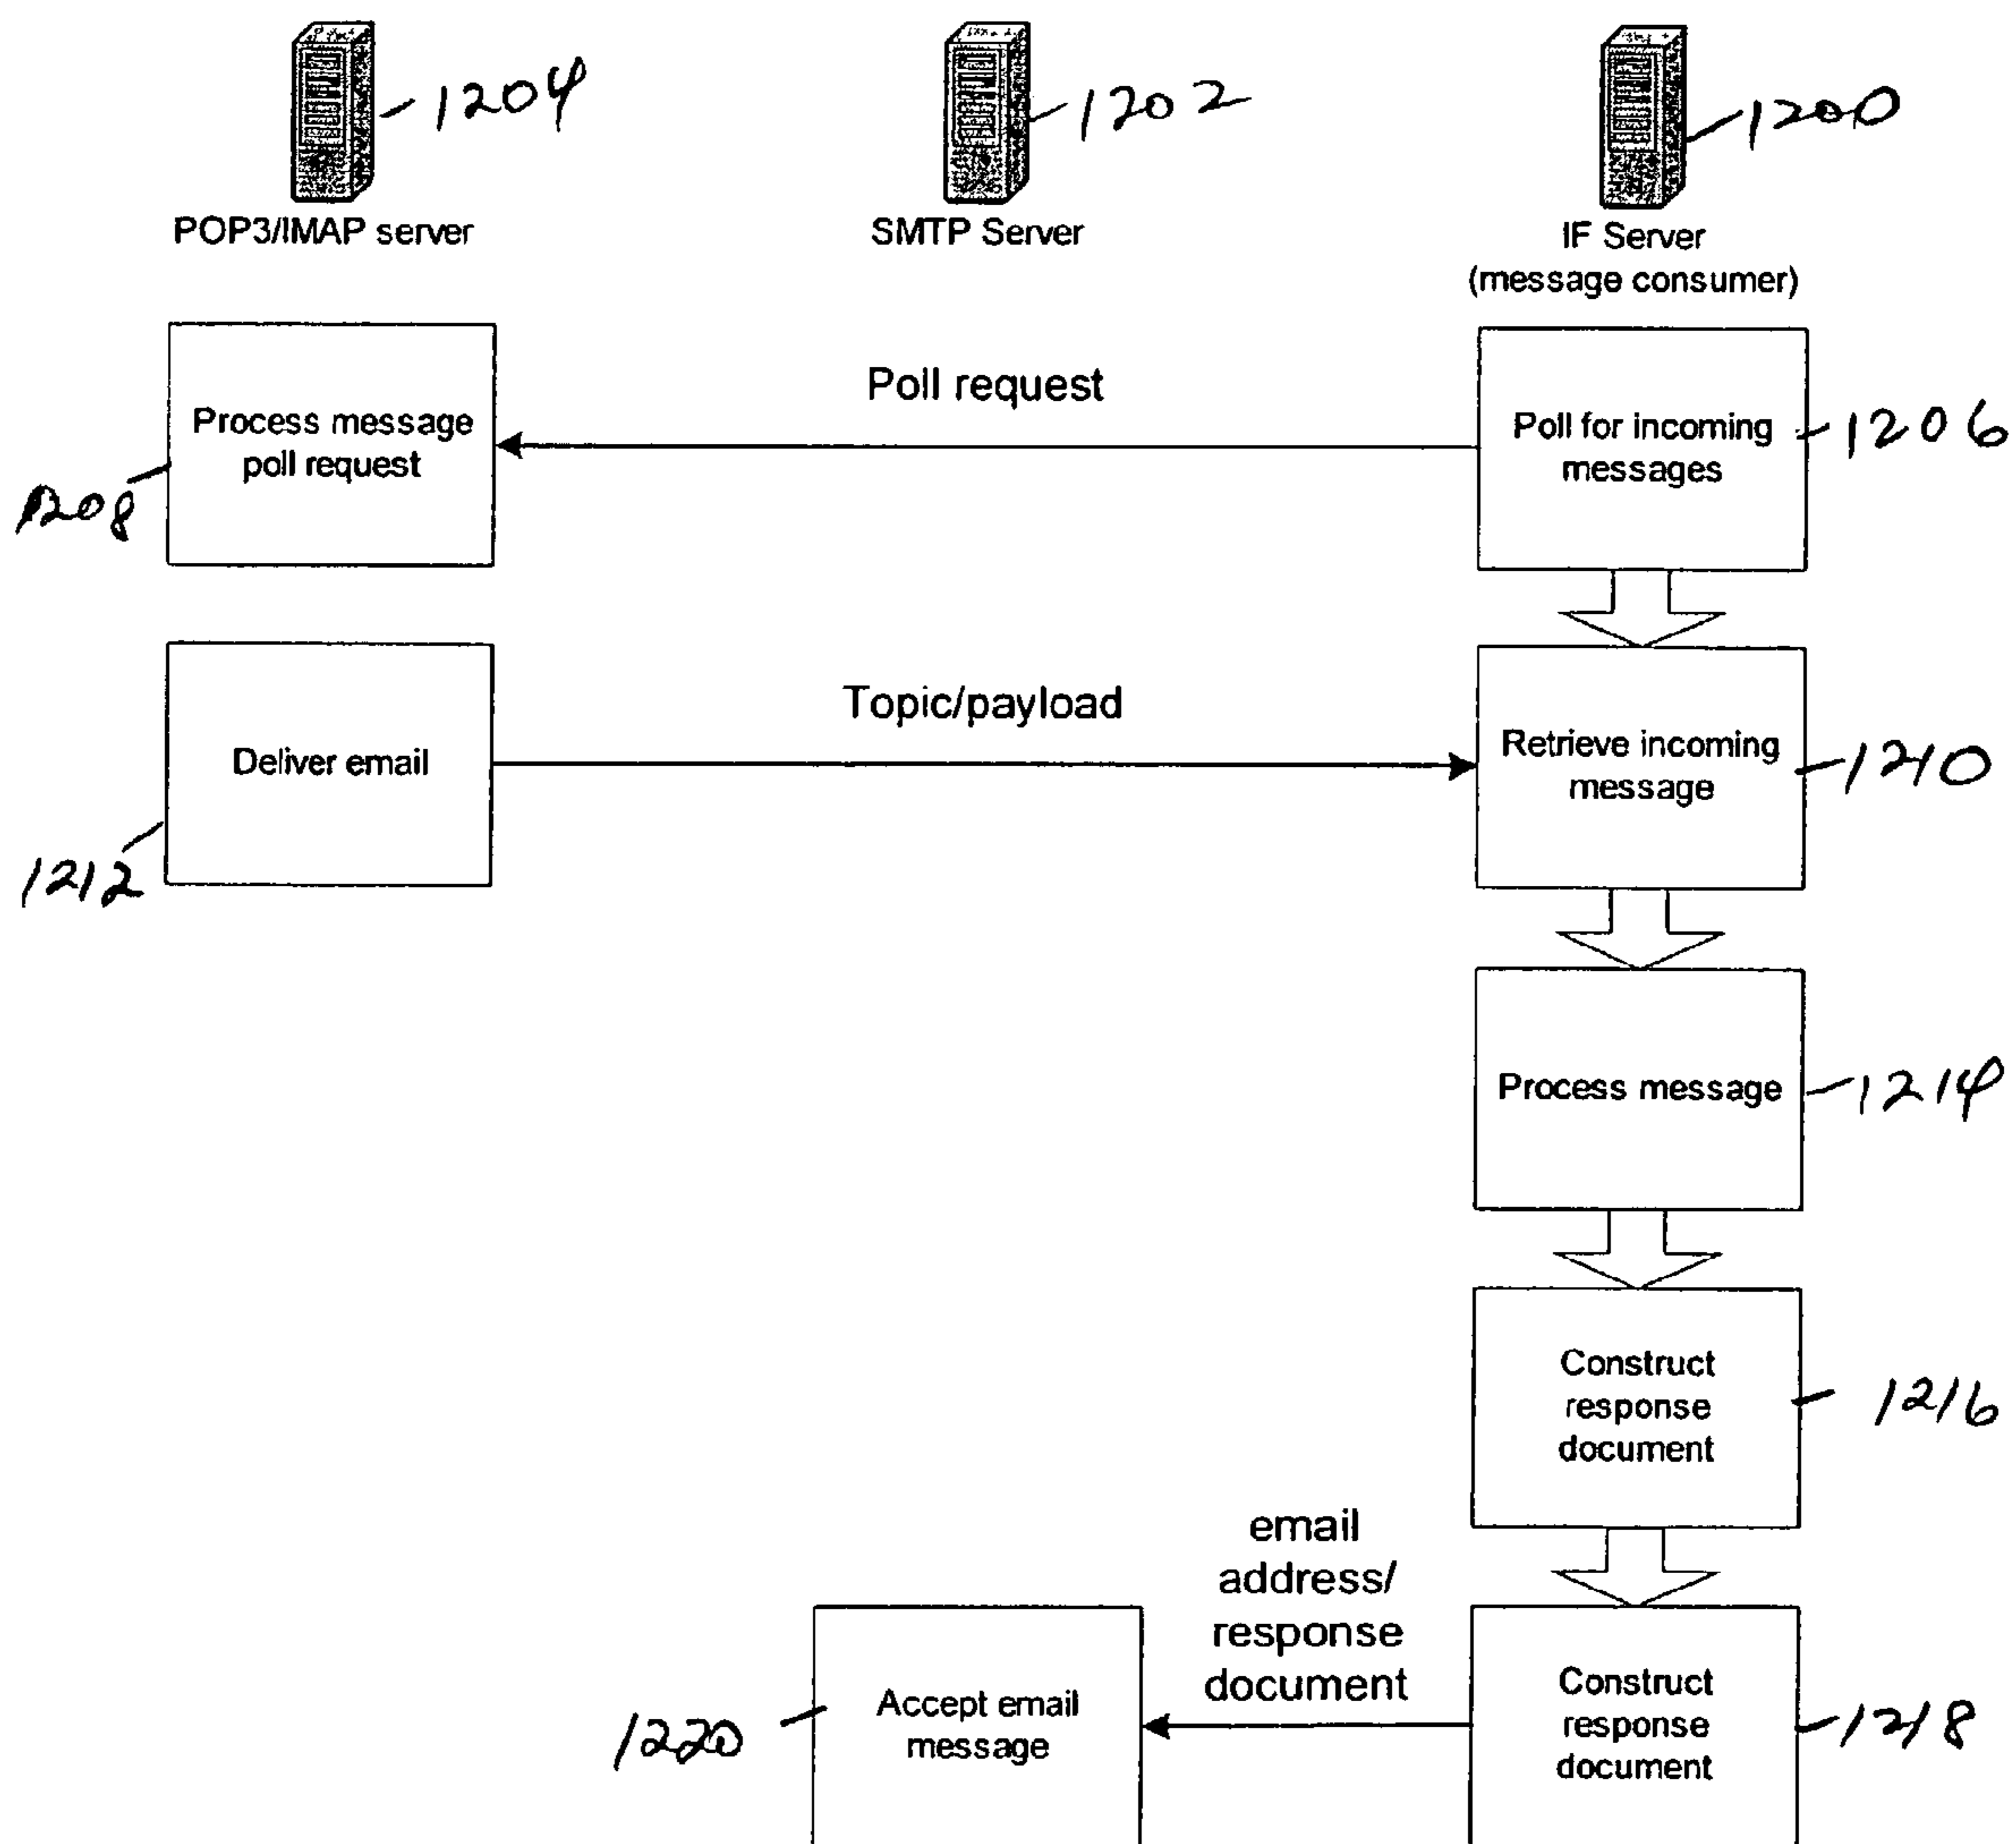 1204
1202
1200
POP3/IMAP server
SMTP Server
IF Server
(message consumer)
Poll request
Process message
poll request
Poll for incoming
messages
1206
1208
Topic/payload
Deliver email
Retrieve incoming
message
1210
1212
Process message
1214
Construct
response
document
1216
email
address/
response
document
Accept email
message
Construct
response
document
1220
1218